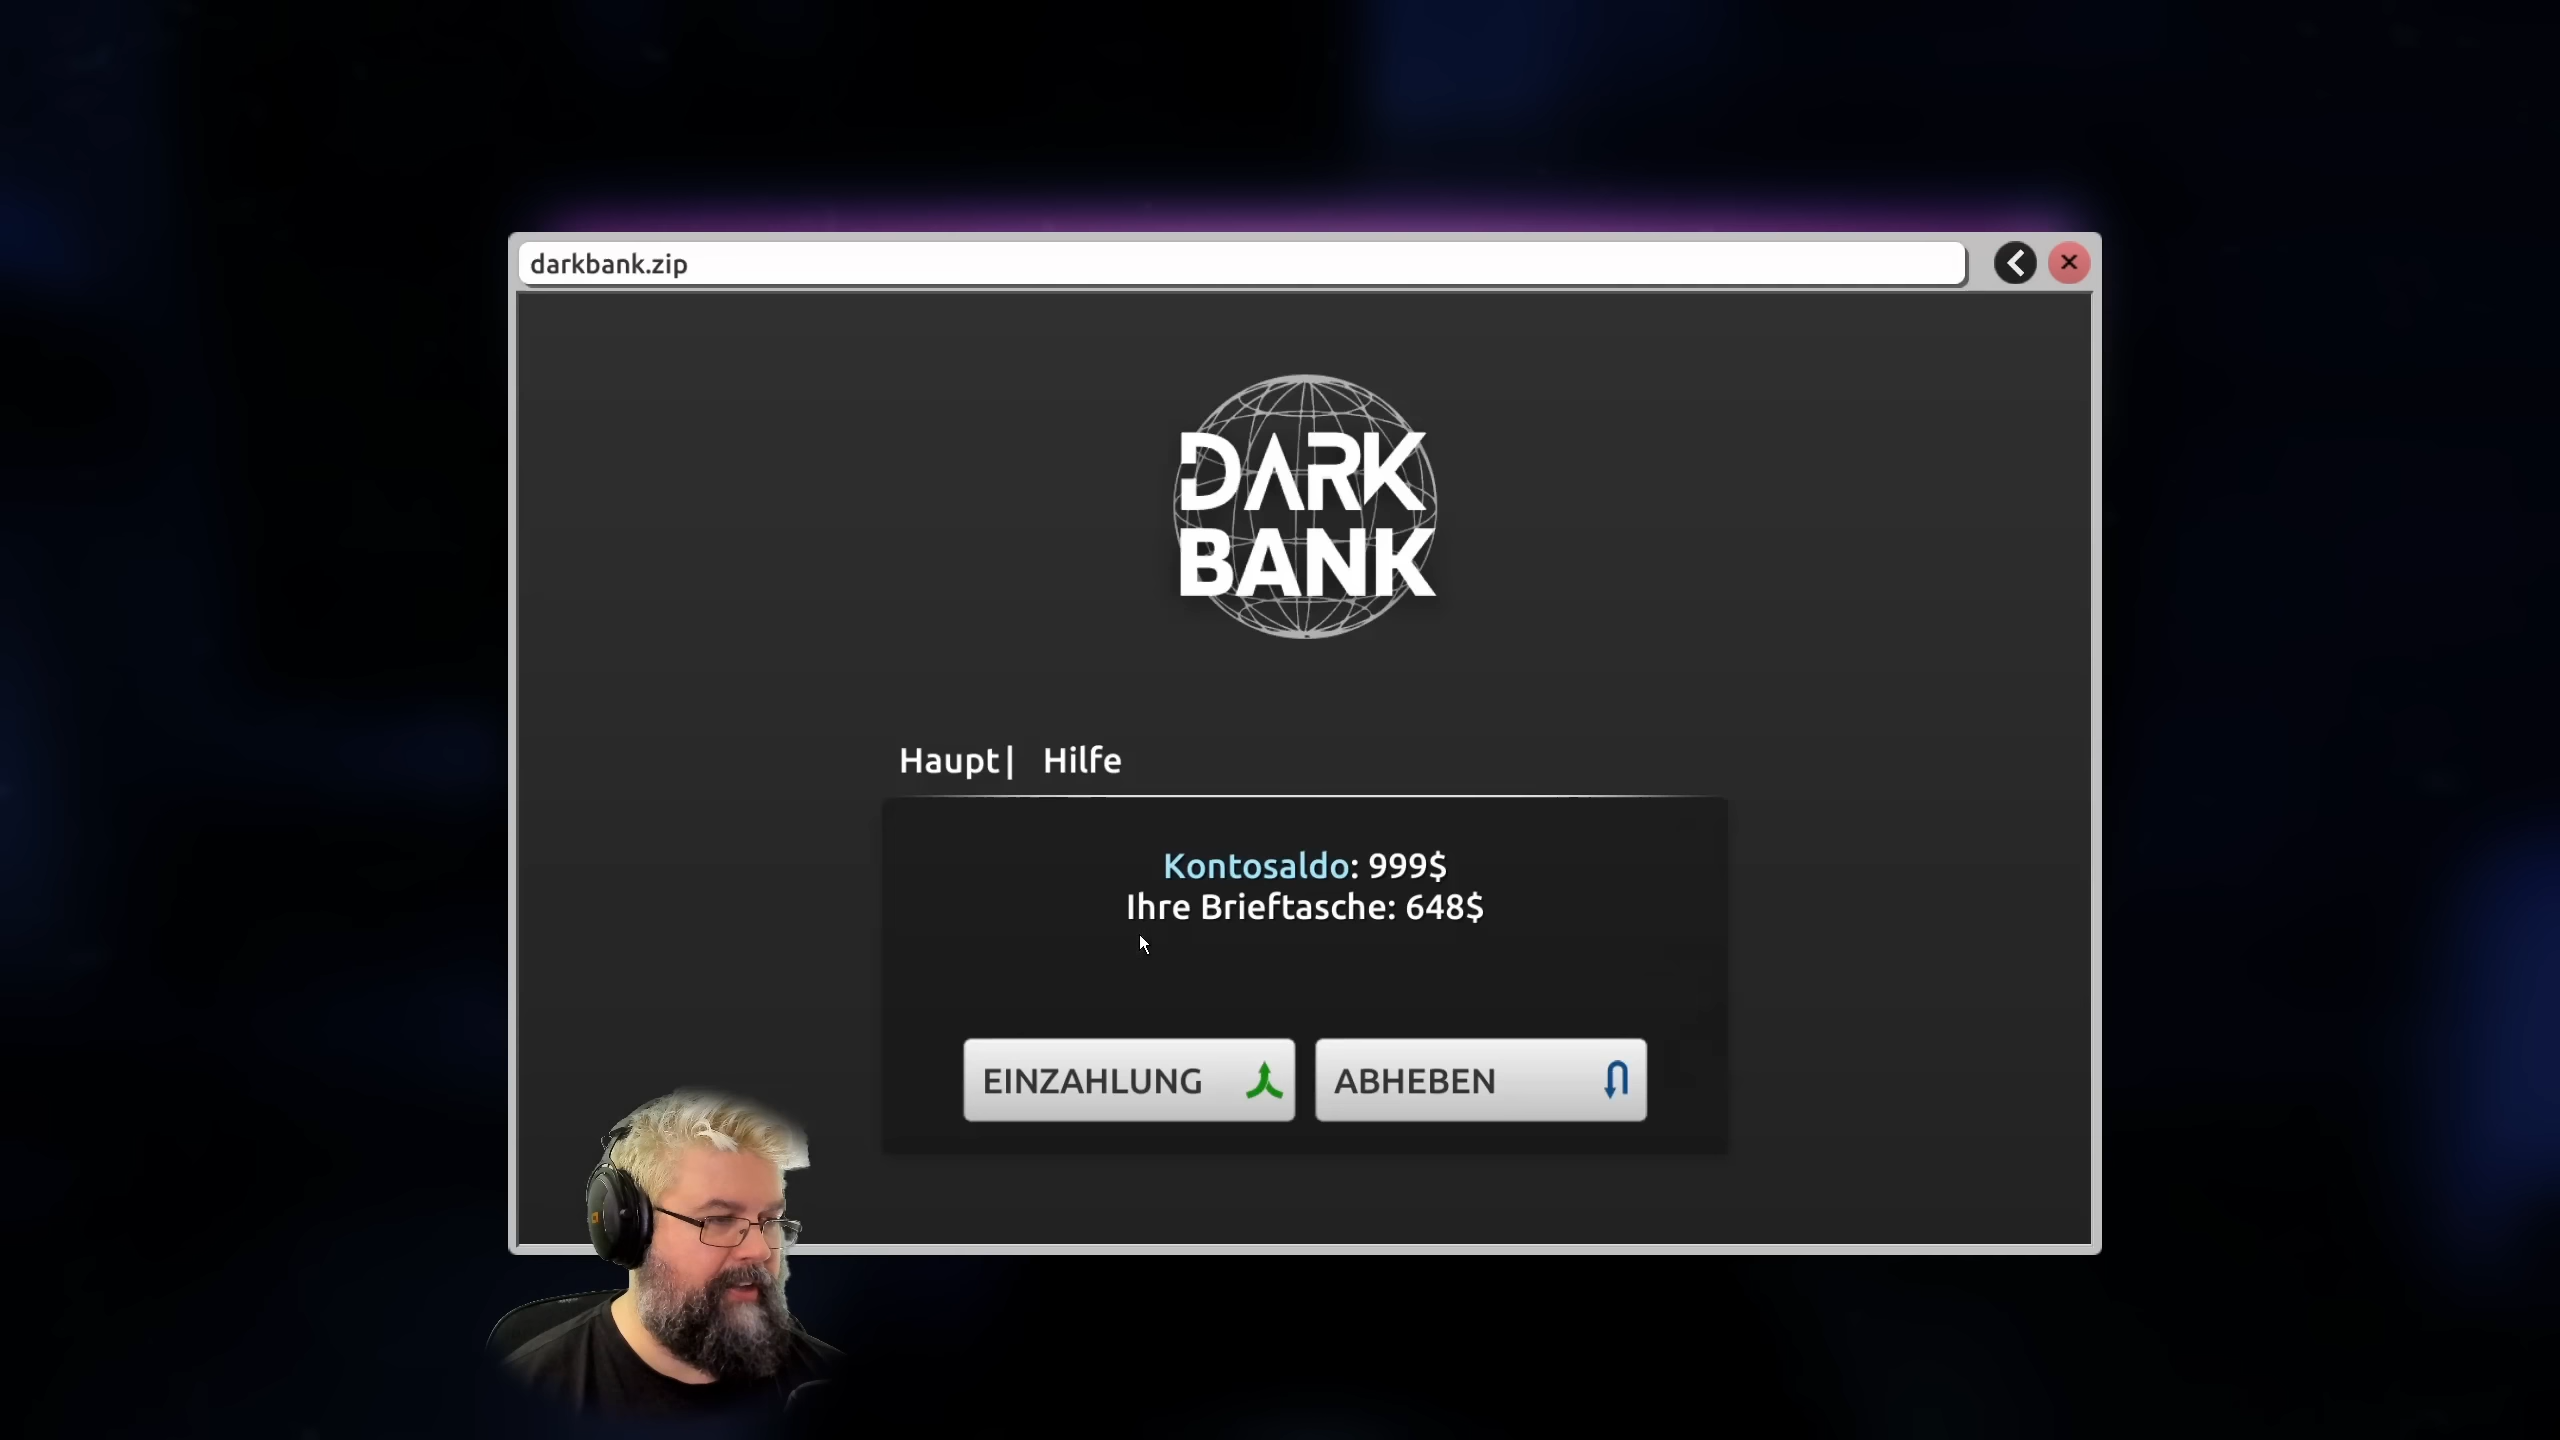 darkbank.zip
DARK
BANK
Haupt| Hilfe
Kontosaldo: 999$
Ihre Brieftasche: 648$
EINZAHLUNG
ABHEBEN